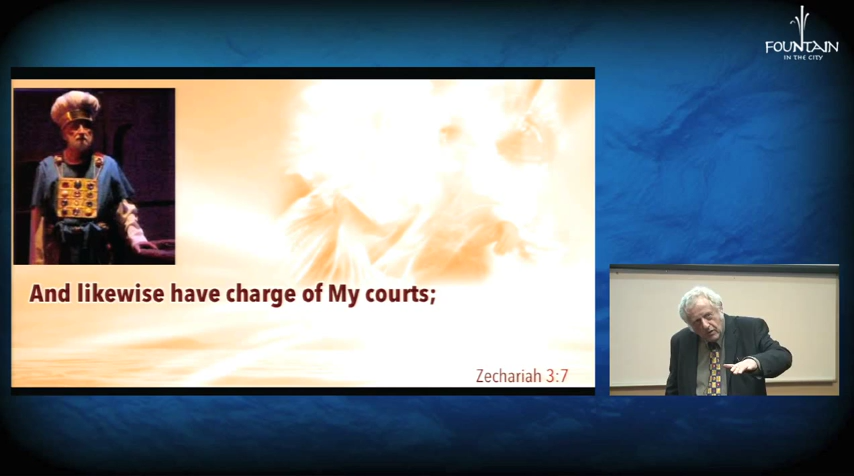 FOUNTAIN
IN THE CITY
And likewise have charge of My courts;
Zechariah 3:7